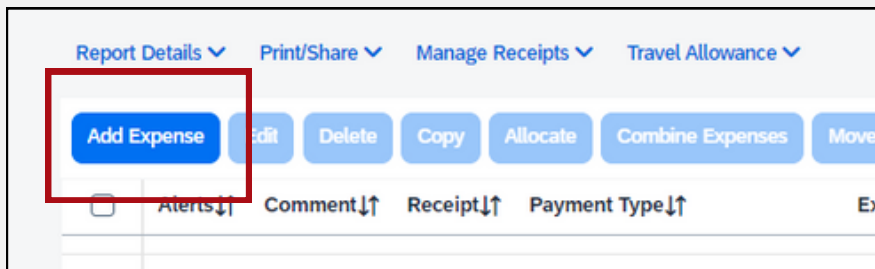 Report Details Print/Share Manage Receipts Travel Allowance
Add Expense Edit Delete Copy Allocate Combine Expenses Move
Alerts Comment Receipt Payment Type